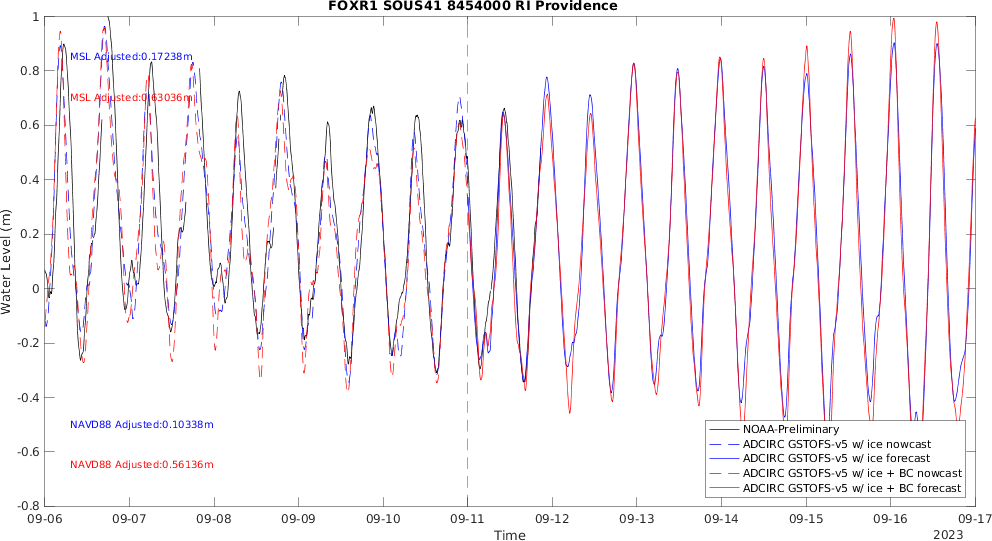 FOXR1 SOUS41 8454000 RI Providence
Water Level (m)
1
0.8
0.6
0.4
0.2
0
-0.2
-0.4
-0.6
-0.8
MSL Adjusted:0.17238m
MSL Adjusted:0.63036m
NAVD88 Adjusted:0.10338m
NAVD88 Adjusted:0.56136m
NOAA-Preliminary
ADCIRC GSTOFS-v5 w/ ice nowcast
ADCIRC GSTOFS-v5 w/ ice forecast
ADCIRC GSTOFS-v5 w/ ice + BC nowcast
ADCIRC GSTOFS-v5 w/ ice + BC forecast
09-06 09-07 09-08 09-09 09-10 09-11 09-12 09-13 09-14 09-15 09-16 09-17
Time
2023